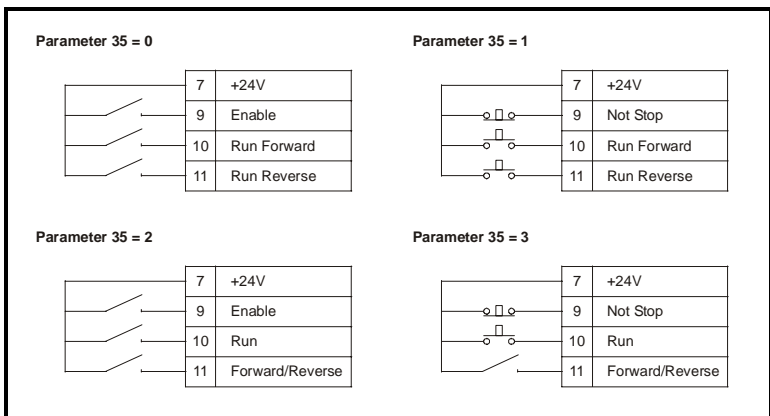 Parameter 35 = 0
7 +24V
9 Enable
10 Run Forward
11 Run Reverse
Parameter 35 = 1
7 +24V
9 Not Stop
10 Run Forward
11 Run Reverse
Parameter 35 = 2
7 +24V
9 Enable
10 Run
11 Forward/Reverse
Parameter 35 = 3
7 +24V
9 Not Stop
10 Run
11 Forward/Reverse